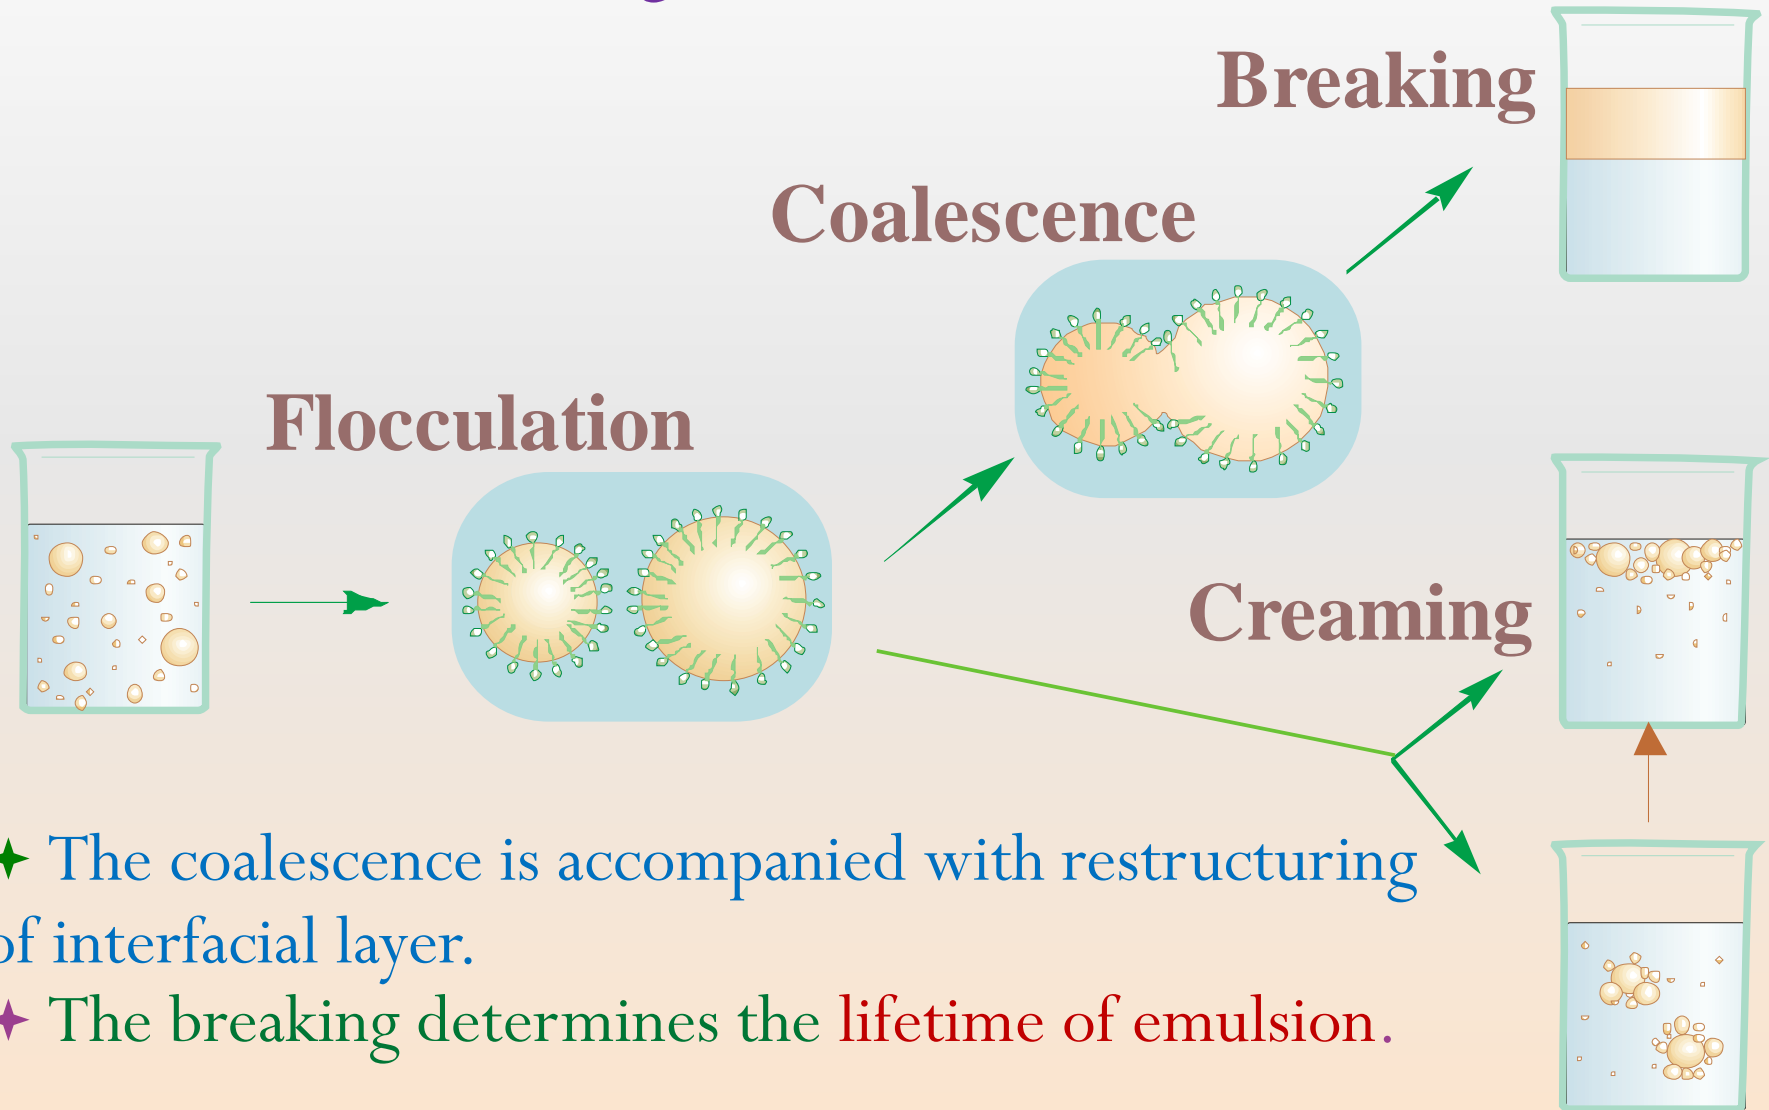 Breaking
Coalescence
Flocculation
Creaming
The coalescence is accompanied with restructuring
of interfacial layer.
The breaking determines the lifetime of emulsion.